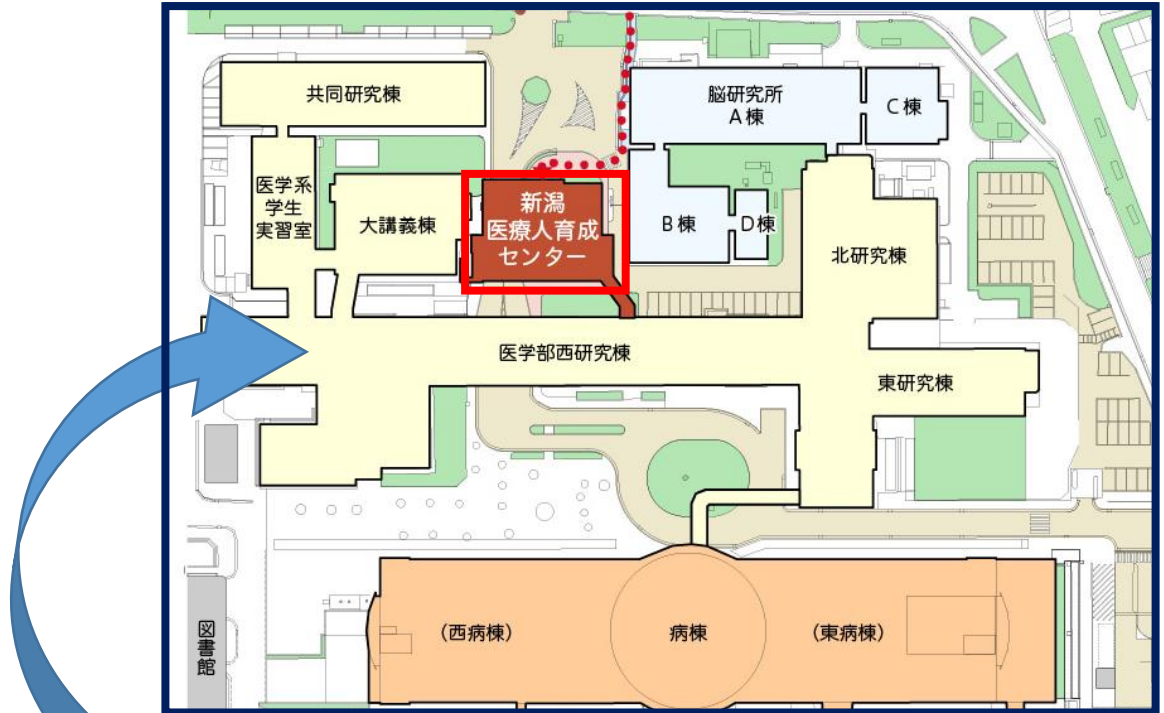 共同研究棟
脳研究所
A棟
C棟
医学系
学生
実習室
大講義棟
新潟
医療人育成
センター
B棟
D棟
北研究棟
医学部西研究棟
東研究棟
図書館
(西病棟)
病棟
(東病棟)